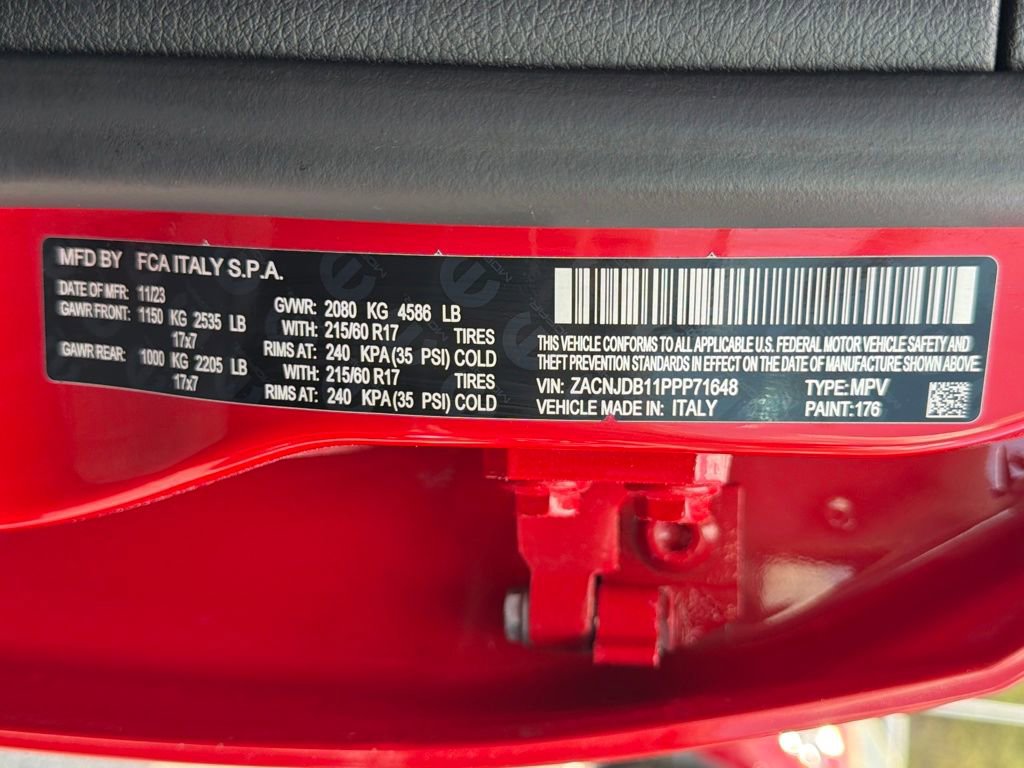 MFD BY FCA ITALY S.P.A.
DATE OF MFR: 11/23
GAWR FRONT: 1150 KG 2535 LB
17x7
GAWR REAR: 1000 KG 2205 LB
17x7
GVWR: 2080 KG 4586 LB
WITH: 215/60 R17 TIRES
RIMS AT: 240 KPA(35 PSI) COLD
WITH: 215/60 R17 TIRES
RIMS AT: 240 KPA(35 PSI) COLD
THIS VEHICLE CONFORMS TO ALL APPLICABLE U.S. FEDERAL MOTOR VEHICLE SAFETY AND
THEFT PREVENTION STANDARDS IN EFFECT ON THE DATE OF MANUFACTURE SHOWN ABOVE.
VIN: ZACNJDB11PPP71648 TYPE: MPV
VEHICLE MADE IN: ITALY PAINT: 176